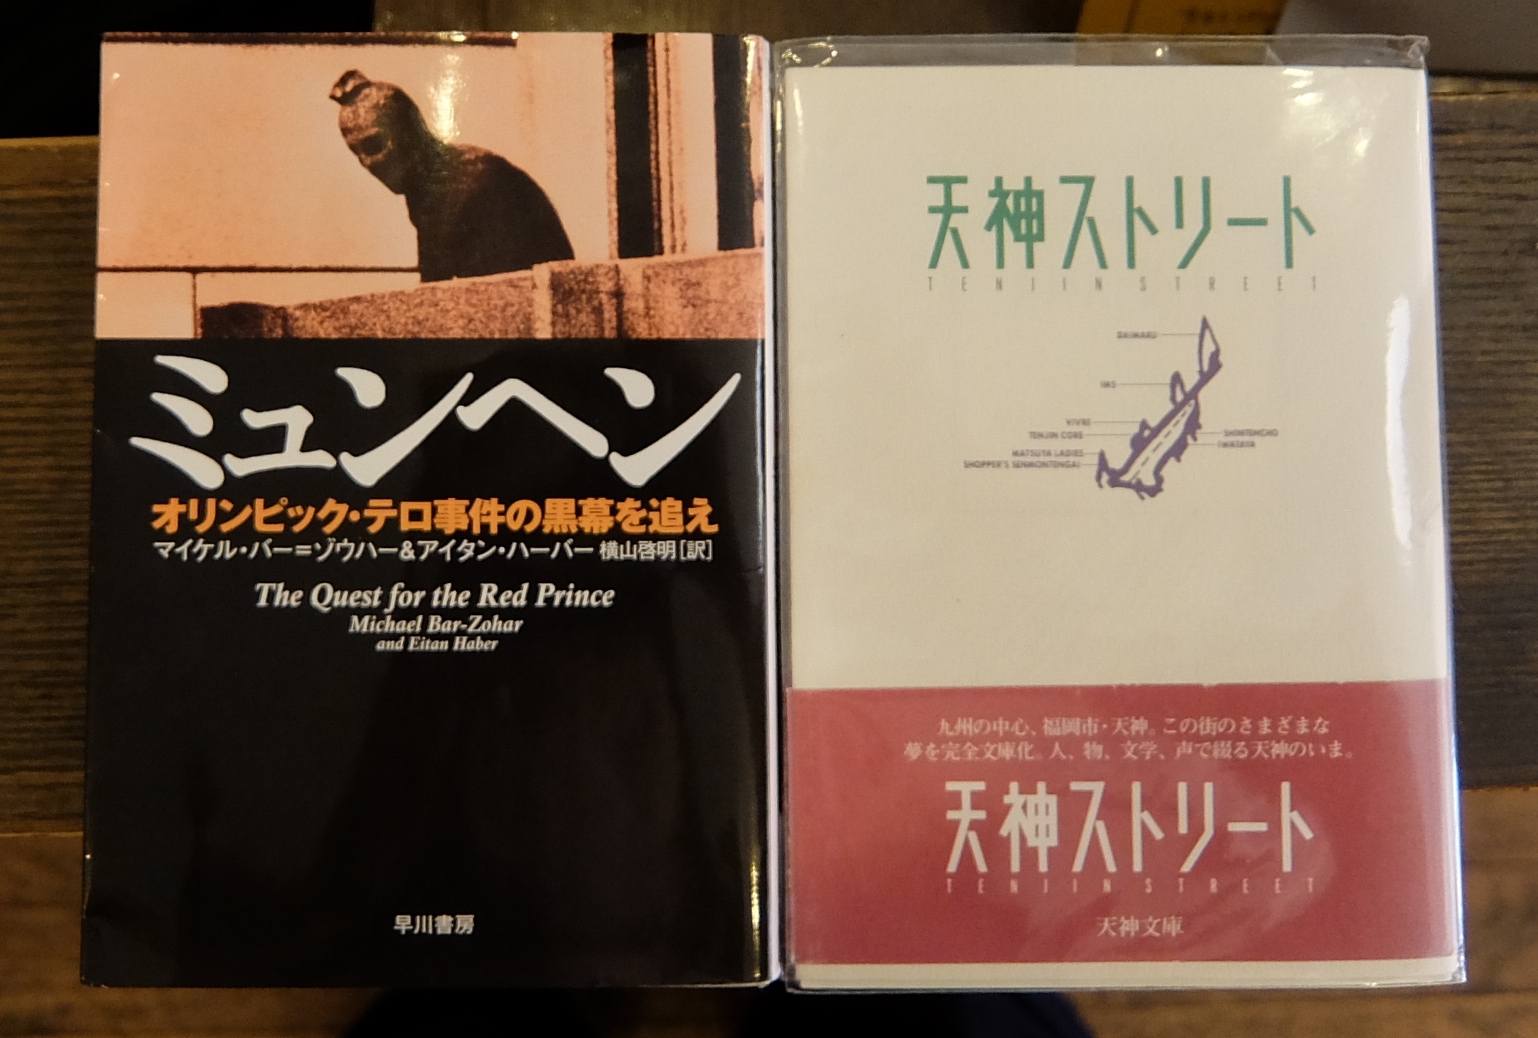 ミュンヘン
オリンピック・テロ事件の黒幕を追え
マイケル・バー=ゾウハー&アイタン・ハーバー 横山啓明[訳]
The Quest for the Red Prince
Michael Bar-Zohar
and Eitan Haber
早川書房
天神ストリート
TENJIN STREET
DAIMARU
IMS
VIVRE
TENJIN CORE
SHINTENCHO
IWATAYA
MATSUYA LADIES
SHOPPER'S SENMONTENGAI
九州の中心、福岡市・天神。この街のさまざまな
夢を完全文庫化。人、物、文学、声で綴る天神のいま。
天神ストリート
TENJIN STREET
天神文庫